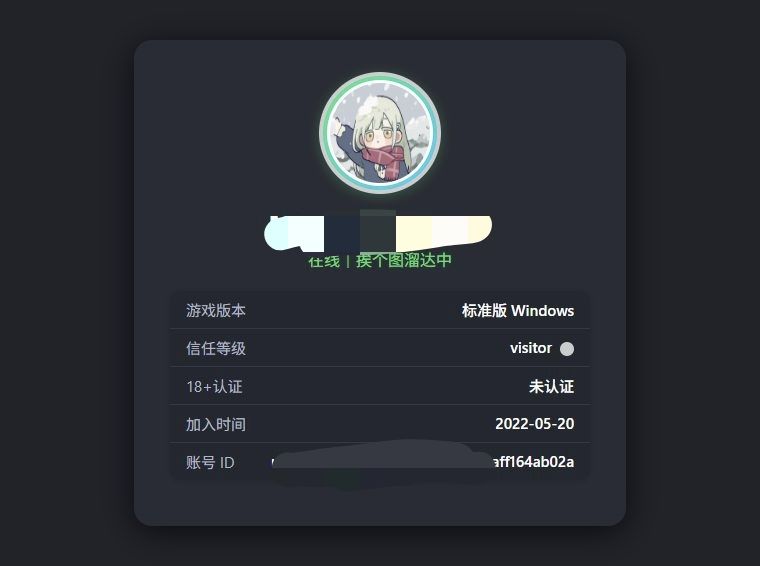 在线 | 挨个图溜达中
游戏版本 标准版 Windows
信任等级 visitor
18+认证 未认证
加入时间 2022-05-20
账号 ID aff164ab02a